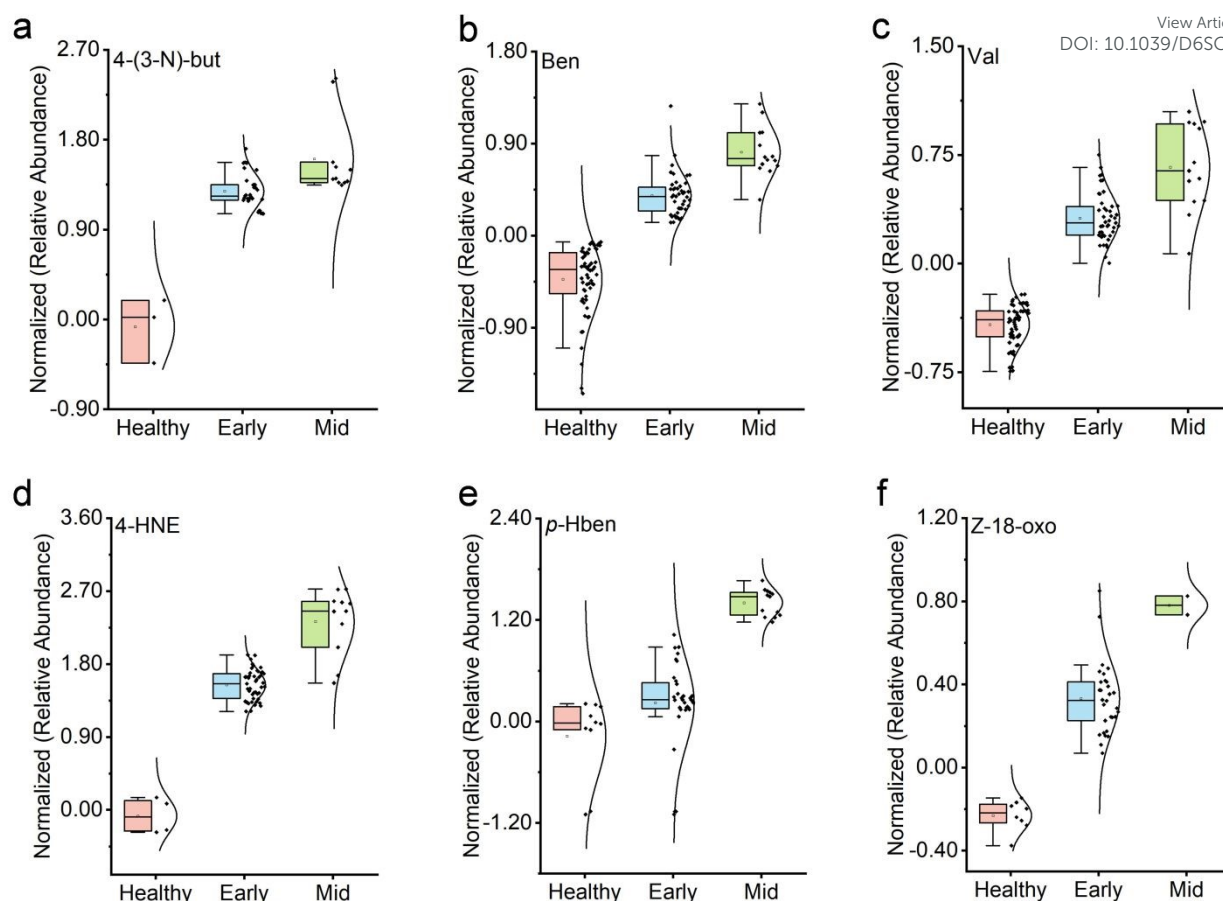 View Artic
DOI: 10.1039/D6SC
a
4-(3-N)-but
Normalized (Relative Abundance)
2.70
1.80
0.90
0.00
-0.90
Healthy Early Mid
b
Ben
Normalized (Relative Abundance)
1.80
0.90
0.00
-0.90
Healthy Early Mid
c
Val
Normalized (Relative Abundance)
1.50
0.75
0.00
-0.75
Healthy Early Mid
d
4-HNE
Normalized (Relative Abundance)
3.60
2.70
1.80
0.90
0.00
Healthy Early Mid
e
p-Hben
Normalized (Relative Abundance)
2.40
1.20
0.00
-1.20
Healthy Early Mid
f
Z-18-oxo
Normalized (Relative Abundance)
1.20
0.80
0.40
0.00
-0.40
Healthy Early Mid